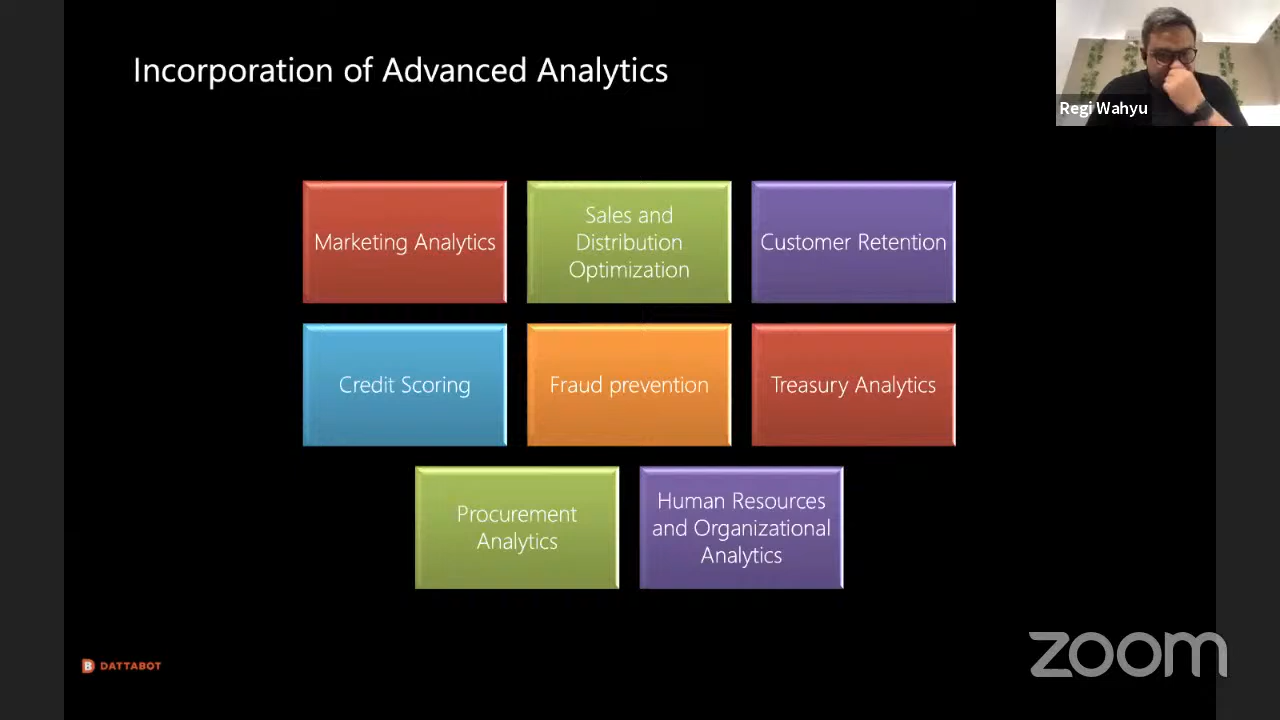 Incorporation of Advanced Analytics
Regi Wahyu
Marketing Analytics
Sales and
Distribution
Optimization
Customer Retention
Credit Scoring
Fraud prevention
Treasury Analytics
Procurement
Analytics
Human Resources
and Organizational
Analytics
B DATTABOT
zoom